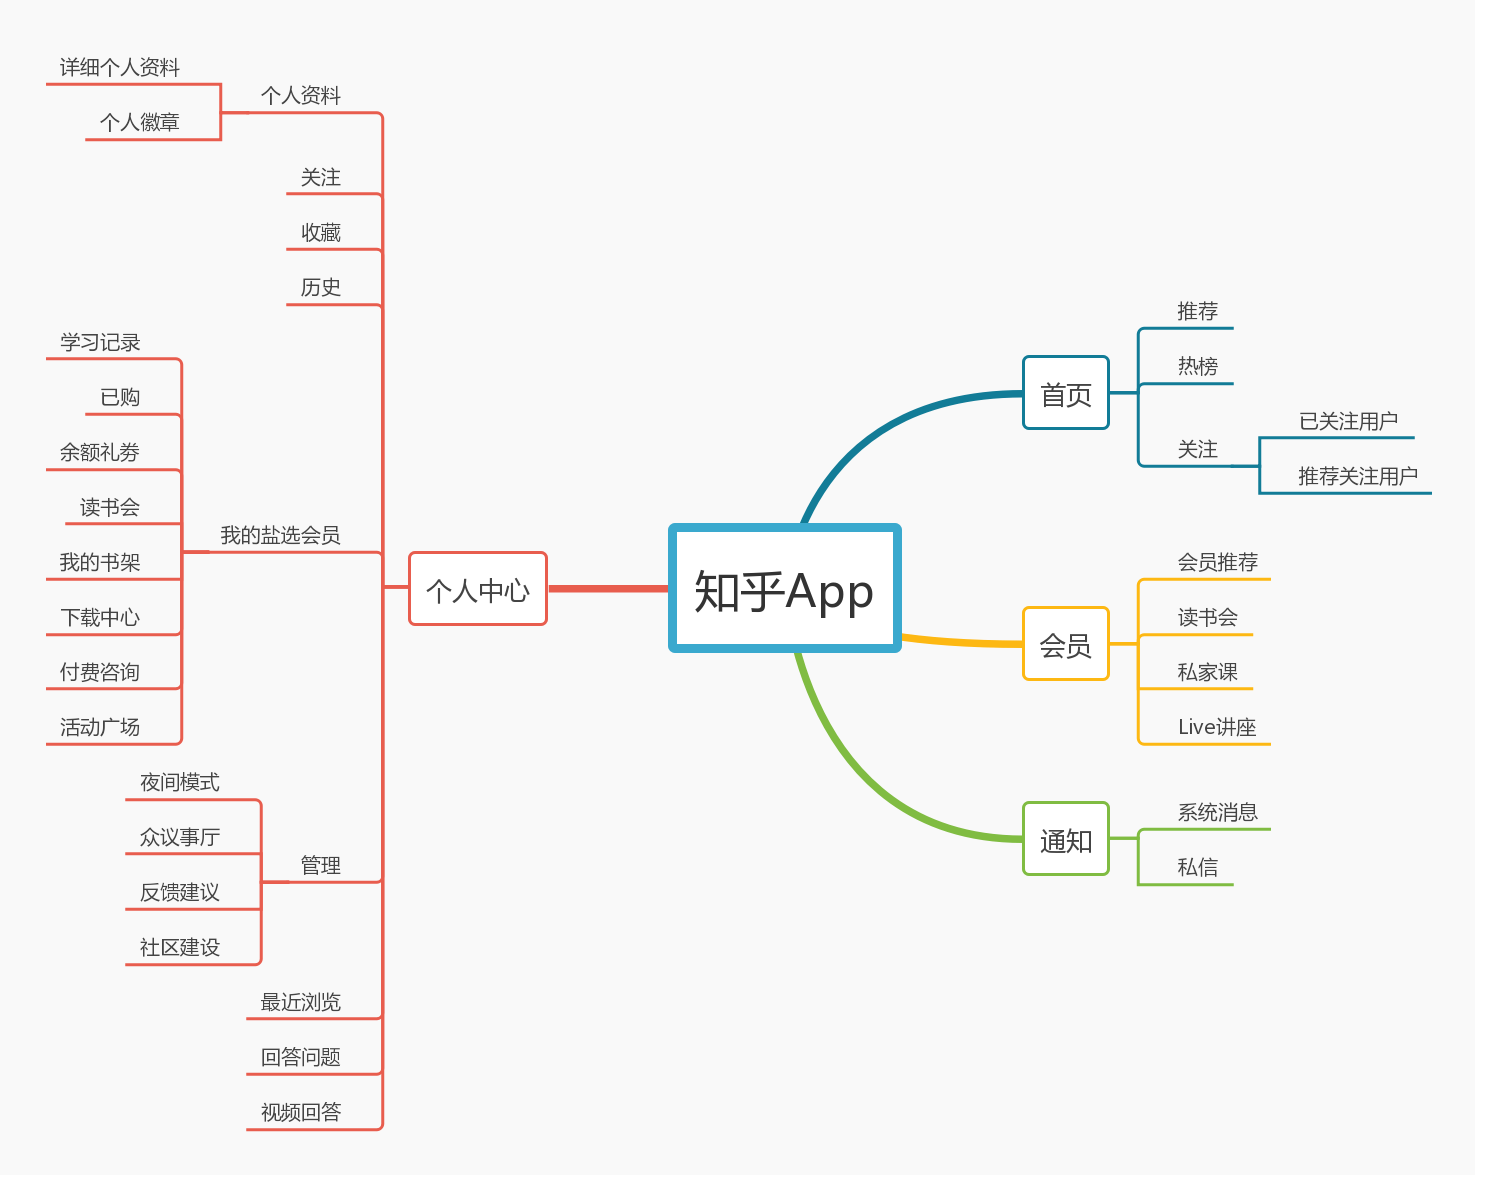 知乎App
首页
推荐
热榜
关注
已关注用户
推荐关注用户
会员
会员推荐
读书会
私家课
Live讲座
通知
系统消息
私信
个人中心
个人资料
详细个人资料
个人徽章
关注
收藏
历史
我的盐选会员
学习记录
已购
余额礼券
读书会
我的书架
下载中心
付费咨询
活动广场
管理
夜间模式
众议事厅
反馈建议
社区建设
最近浏览
回答问题
视频回答